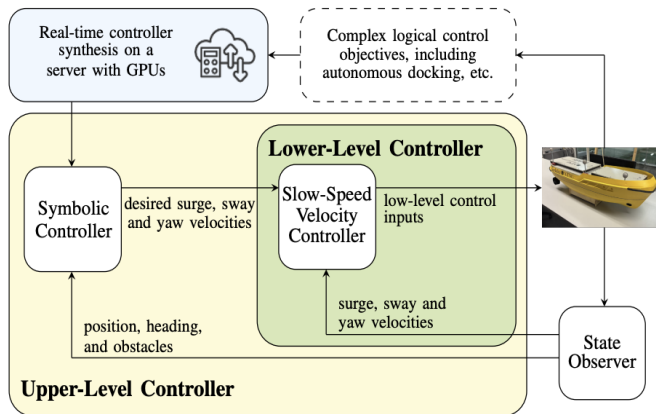 Real-time controller
synthesis on a
server with GPUs
Complex logical control
objectives, including
autonomous docking, etc.
Lower-Level Controller
Symbolic
Controller
desired surge, sway
and yaw velocities
Slow-Speed
Velocity
Controller
low-level control
inputs
surge, sway and
yaw velocities
position, heading,
and obstacles
State
Observer
Upper-Level Controller